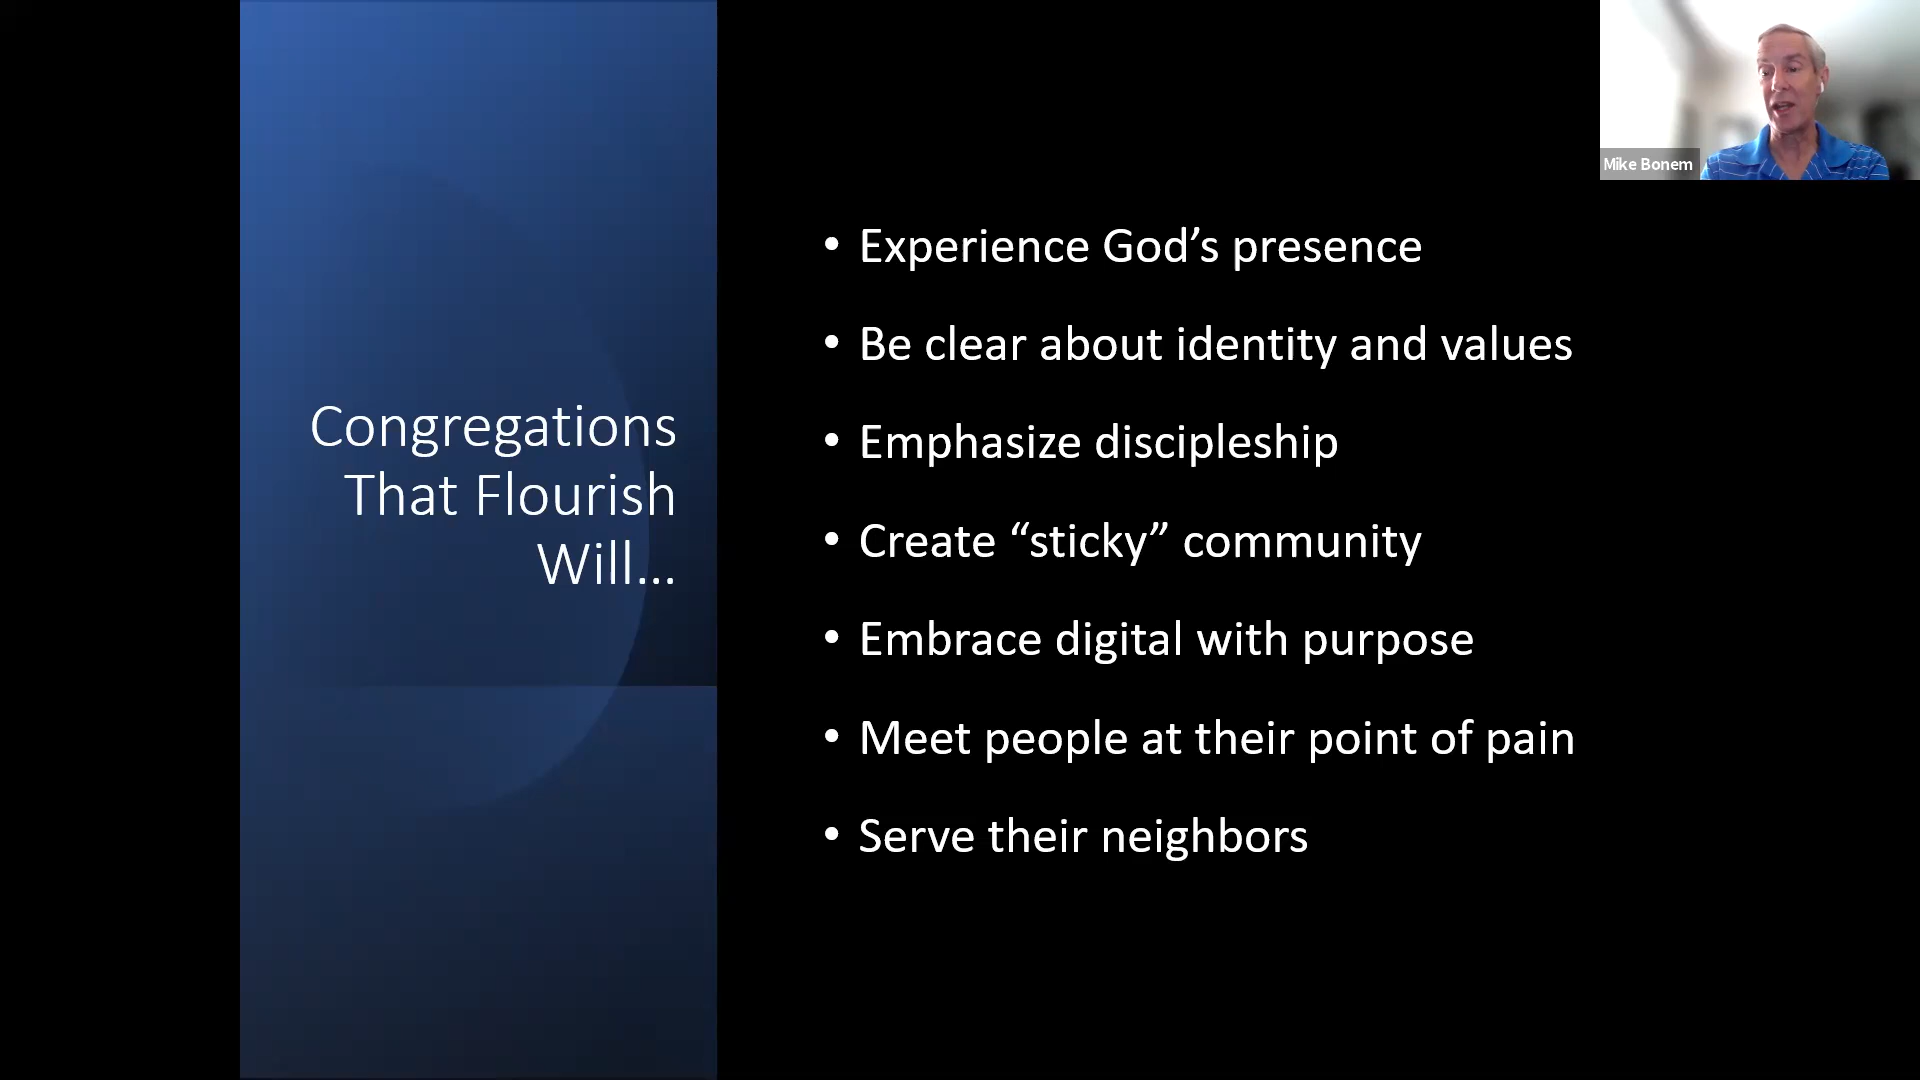 Congregations
That Flourish
Will…
• Experience God’s presence
• Be clear about identity and values
• Emphasize discipleship
• Create “sticky” community
• Embrace digital with purpose
• Meet people at their point of pain
• Serve their neighbors
Mike Bonem